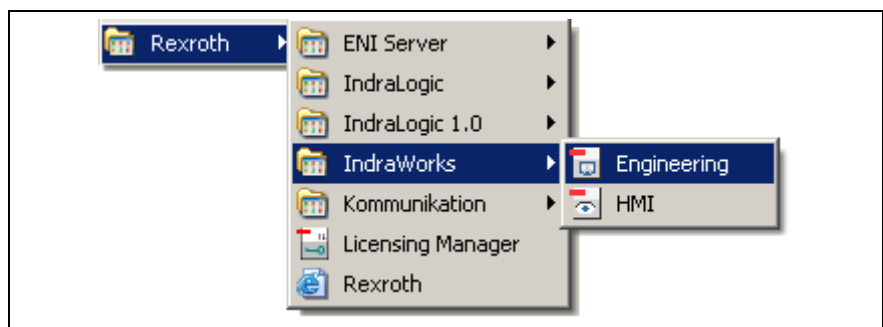 Rexroth
ENI Server
IndraLogic
IndraLogic 1.0
IndraWorks
Engineering
Kommunikation
HMI
Licensing Manager
Rexroth